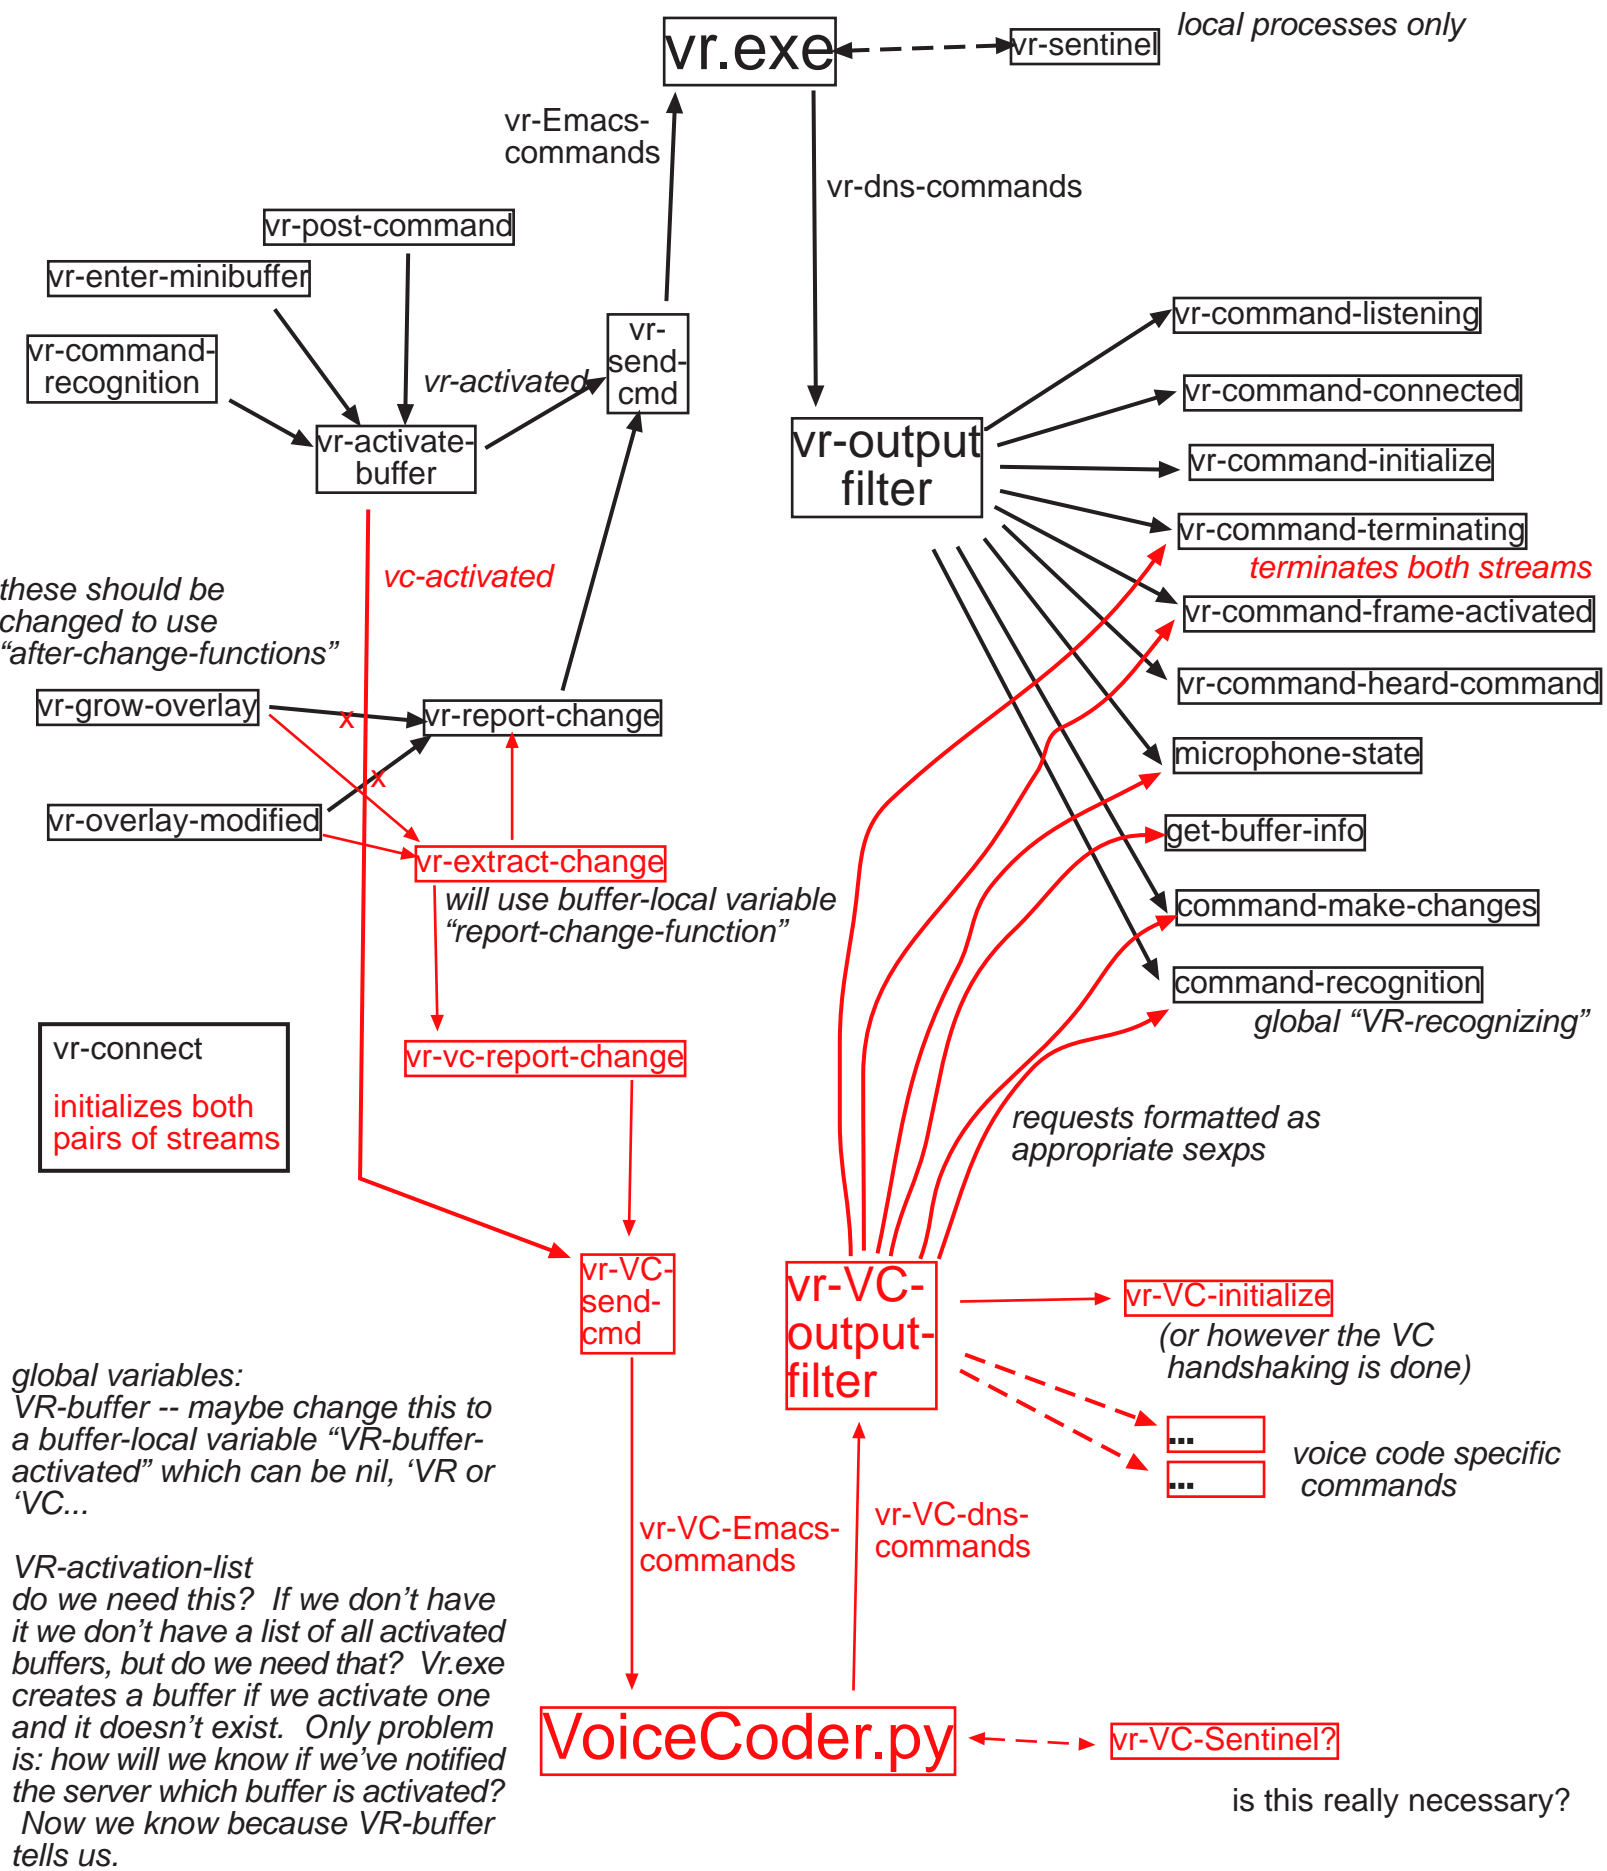 local processes only
vr.exe
vr-sentinel
vr-Emacs-
commands
vr-dns-commands
vr-post-command
vr-enter-minibuffer
vr-command-
recognition
vr-activated
vr-
send-
cmd
vr-activate-
buffer
vr-output
filter
vr-command-listening
vr-command-connected
vr-command-initialize
vr-command-terminating
terminates both streams
vr-command-frame-activated
vr-command-heard-command
microphone-state
get-buffer-info
command-make-changes
command-recognition
global “VR-recognizing”
vc-activated
these should be
changed to use
“after-change-functions”
vr-grow-overlay
x
vr-report-change
x
vr-overlay-modified
vr-extract-change
will use buffer-local variable
“report-change-function”
vr-connect
initializes both
pairs of streams
vr-vc-report-change
requests formatted as
appropriate sexps
vr-VC-
send-
cmd
vr-VC-
output-
filter
vr-VC-initialize
(or however the VC
handshaking is done)
...
...
voice code specific
commands
global variables:
VR-buffer -- maybe change this to
a buffer-local variable “VR-buffer-
activated” which can be nil, ‘VR or
‘VC...
VR-activation-list
do we need this?  If we don’t have
it we don’t have a list of all activated
buffers, but do we need that?  Vr.exe
creates a buffer if we activate one
and it doesn’t exist.  Only problem
is: how will we know if we’ve notified
the server which buffer is activated?
Now we know because VR-buffer
tells us.
vr-VC-Emacs-
commands
vr-VC-dns-
commands
VoiceCoder.py
vr-VC-Sentinel?
is this really necessary?